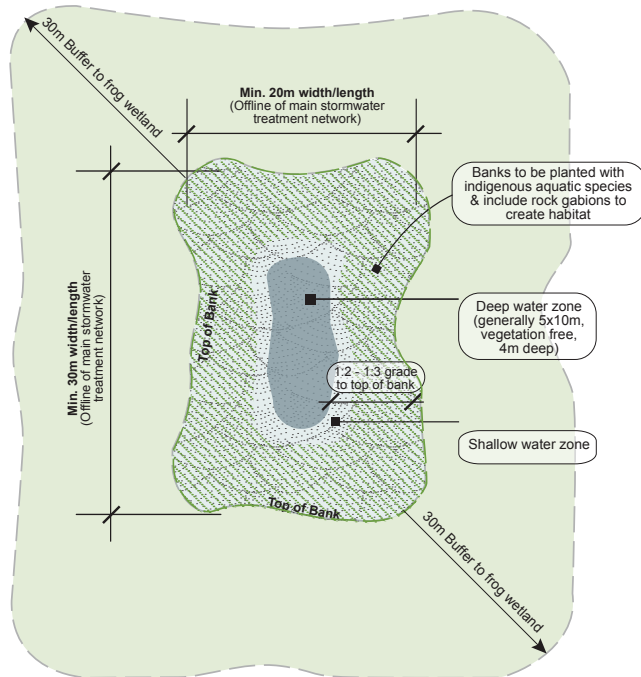 30m Buffer to frog wetland
Min. 20m width/length
(Offline of main stormwater
treatment network)
Banks to be planted with
indigenous aquatic species
& include rock gabions to
create habitat
Min. 30m width/length
(Offline of main stormwater
treatment network)
Top of Bank
Deep water zone
(generally 5x10m,
vegetation free,
4m deep)
1:2 - 1:3 grade
to top of bank
Shallow water zone
Top of Bank
30m Buffer to frog wetland